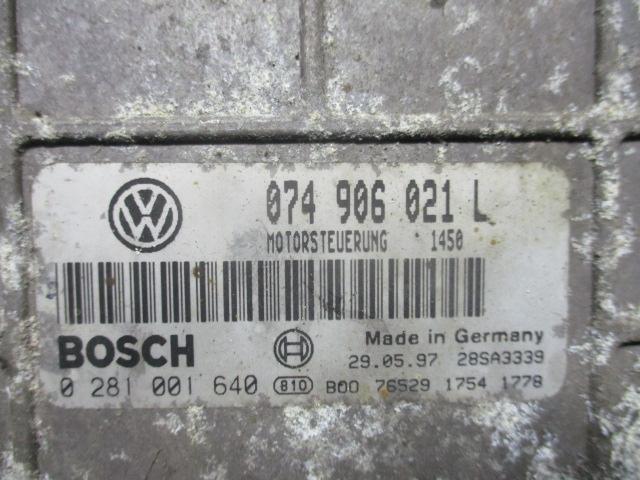 074 906 021 L
MOTORSTEUERUNG 1450
BOSCH
Made in Germany
29.05.97 28SA3339
0 281 001 640 810 B00 76529 1754 1778